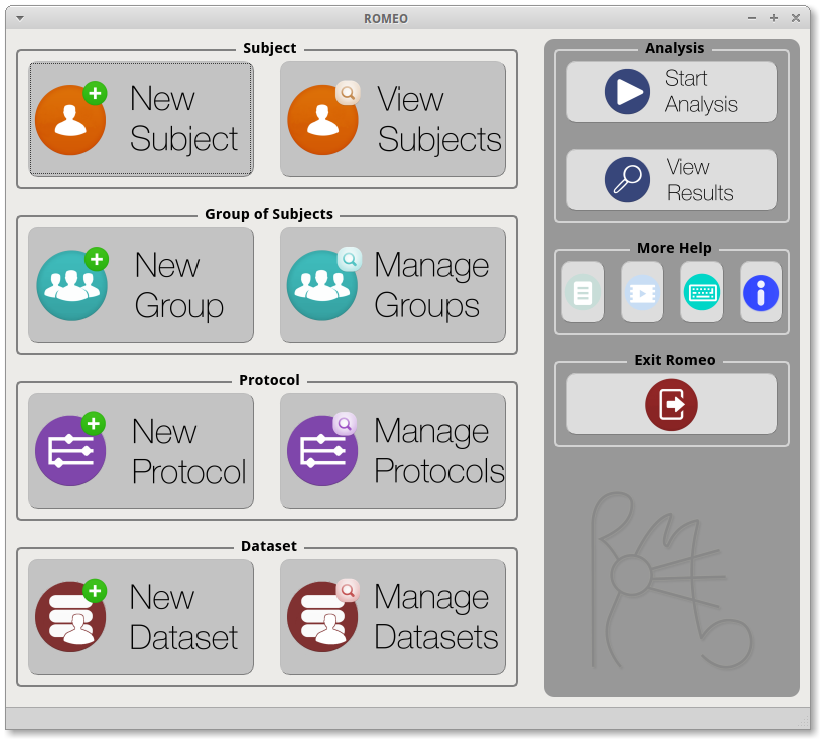 ROMEO
Subject
New
Subject
View
Subjects
Group of Subjects
New
Group
Manage
Groups
Protocol
New
Protocol
Manage
Protocols
Dataset
New
Dataset
Manage
Datasets
Analysis
Start
Analysis
View
Results
More Help
Exit Romeo